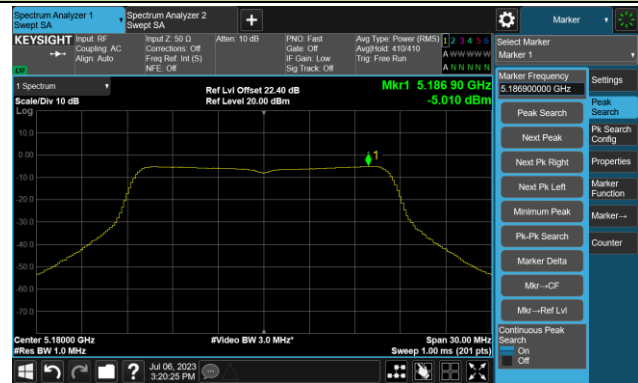 Spectrum Analyzer 1
Swept SA
Spectrum Analyzer 2
Swept SA
+
Marker
KEYSIGHT
Input: RF
Coupling: AC
Align: Auto
Input Z: 50 Ω
Corrections: Off
Freq Ref: Int (S)
NFE: Off
Atten: 10 dB
PNO: Fast
Gate: Off
IF Gain: Low
Sig Track: Off
Avg Type: Power (RMS)
Avg|Hold: 410/410
Trig: Free Run
1 2 3 4 5 6
A W W W W W
A N N N N N
Select Marker
Marker 1
1 Spectrum
Scale/Div 10 dB
Log
Ref Lvl Offset 22.40 dB
Ref Level 20.00 dBm
Mkr1 5.186 90 GHz
-5.010 dBm
10.0
0.00
-10.0
-20.0
-30.0
-40.0
-50.0
-60.0
-70.0
1
Center 5.18000 GHz
#Res BW 1.0 MHz
#Video BW 3.0 MHz*
Span 30.00 MHz
Sweep 1.00 ms (201 pts)
Marker Frequency
5.186900000 GHz
Peak Search
Next Peak
Next Pk Right
Next Pk Left
Minimum Peak
Pk-Pk Search
Marker Delta
Mkr→CF
Mkr→Ref Lvl
Continuous Peak
Search
On
Off
Settings
Peak
Search
Pk Search
Config
Properties
Marker
Function
Marker→
Counter
?
Jul 06, 2023
3:20:25 PM